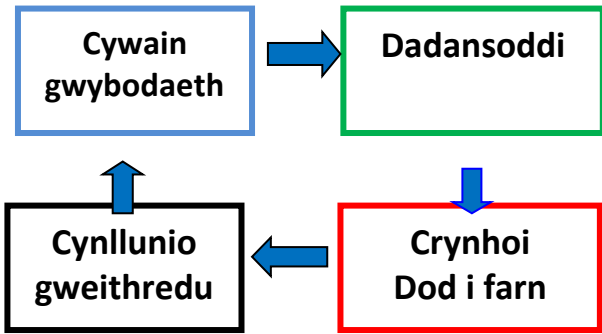 Cywain
gwybodaeth
Dadansoddi
Crynhoi
Dod i farn
Cynllunio
gweithredu